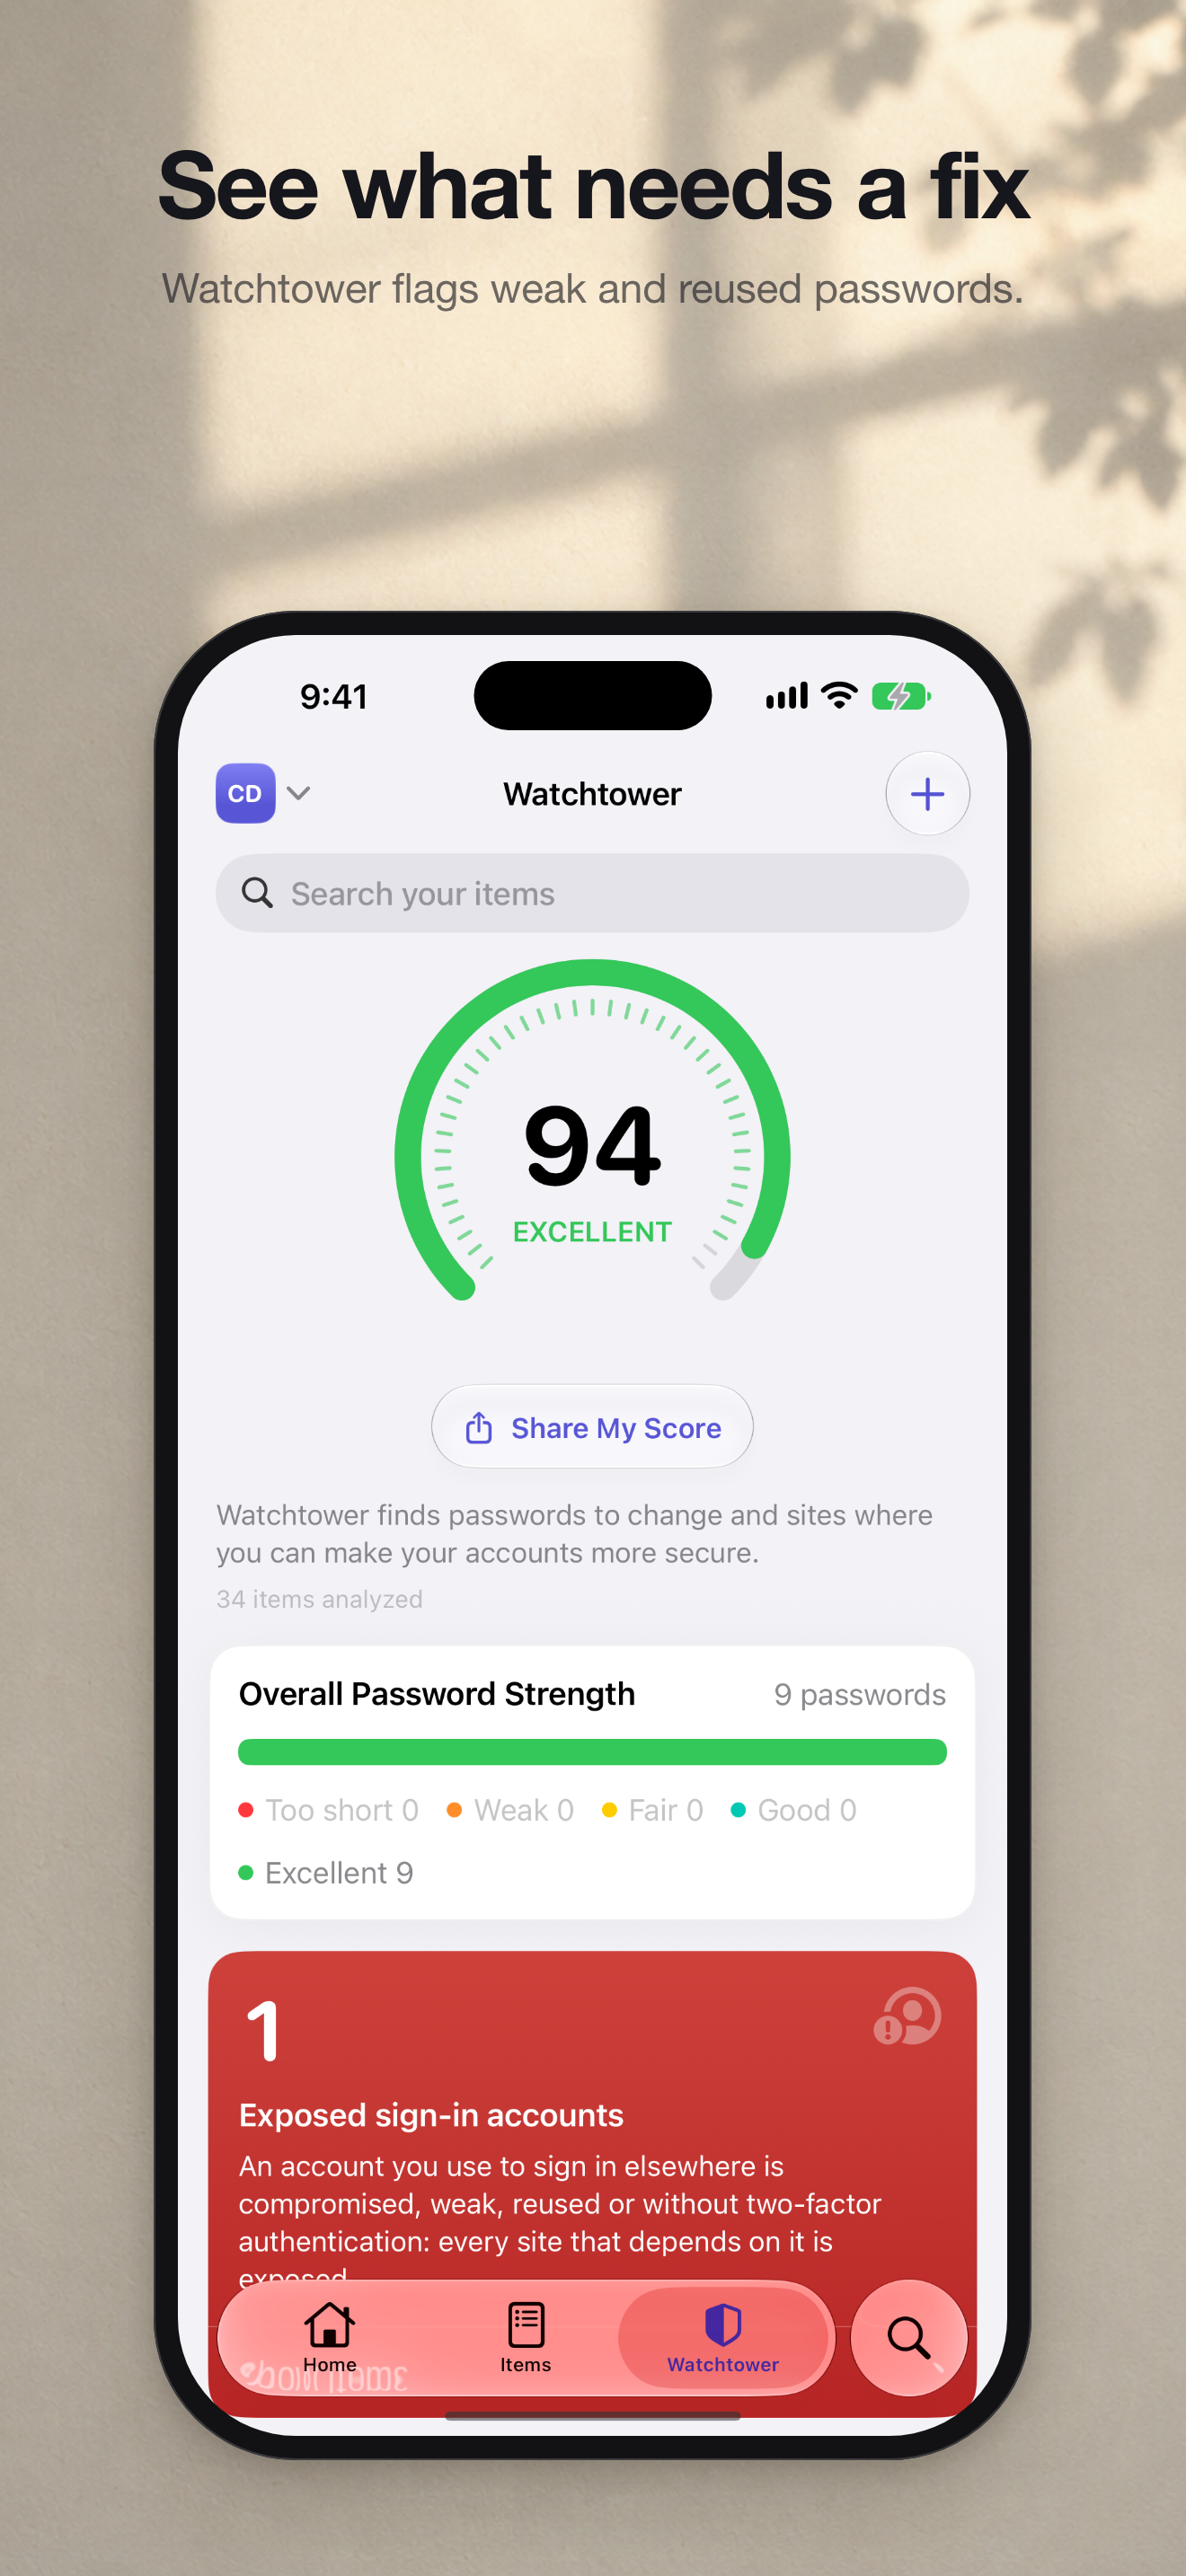 See what needs a fix
Watchtower flags weak and reused passwords.
9:41
CD
Watchtower
Search your items
94
EXCELLENT
Share My Score
Watchtower finds passwords to change and sites where
you can make your accounts more secure.
34 items analyzed
Overall Password Strength 9 passwords
Too short 0 Weak 0 Fair 0 Good 0
Excellent 9
1
Exposed sign-in accounts
An account you use to sign in elsewhere is
compromised, weak, reused or without two-factor
authentication: every site that depends on it is
exposed.
Home Items Watchtower